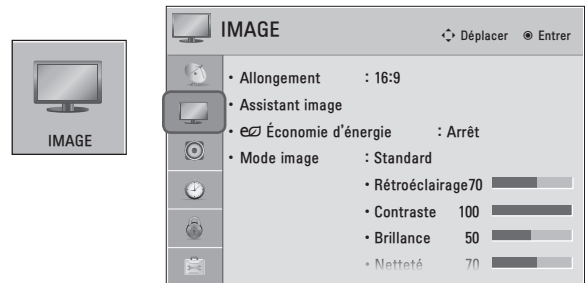 IMAGE
IMAGE
Déplacer Entrer
• Allongement : 16:9
• Assistant image
• Économie d'énergie : Arrêt
• Mode image : Standard
• Rétroéclairage70
• Contraste 100
• Brillance 50
• Netteté 70